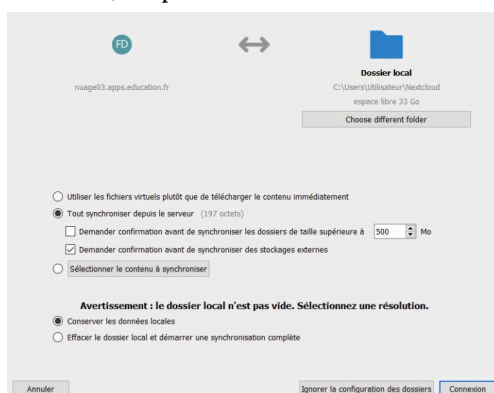 FD
nuage03.apps.education.fr
Dossier local
C:\Users\Utilisateur\Nextcloud
espace libre 33 Go
Choose different folder
Utiliser les fichiers virtuels plutôt que de télécharger le contenu immédiatement
Tout synchroniser depuis le serveur (197 octets)
Demander confirmation avant de synchroniser les dossiers de taille supérieure à 500 Mo
Demander confirmation avant de synchroniser des stockages externes
Sélectionner le contenu à synchroniser
Avertissement : le dossier local n'est pas vide. Sélectionnez une résolution.
Conserver les données locales
Effacer le dossier local et démarrer une synchronisation complète
Annuler Ignorer la configuration des dossiers Connexion